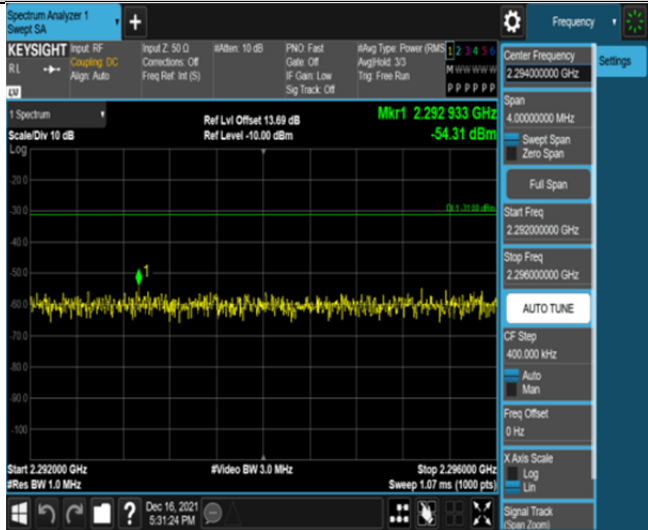 Spectrum Analyzer 1
Swept SA
Frequency
KEYSIGHT
RL
Input: RF
Coupling: DC
Align: Auto
Input Z: 50 Ω
Corrections: Off
Freq Ref: Int (S)
#Atten: 10 dB
PNO: Fast
Gate: Off
IF Gain: Low
Sig Track: Off
#Avg Type: Power (RMS
Avg|Hold: 3/3
Trig: Free Run
1 2 3 4 5 6
M W W W W W
P P P P P P
LW
1 Spectrum
Scale/Div 10 dB
Log
Ref Lvl Offset 13.69 dB
Ref Level -10.00 dBm
Mkr1 2.292 933 GHz
-54.31 dBm
-20.0
-30.0
DL1 -31.00 dBm
-40.0
-50.0
1
-60.0
-70.0
-80.0
-90.0
-100
Start 2.292000 GHz
#Res BW 1.0 MHz
#Video BW 3.0 MHz
Stop 2.296000 GHz
Sweep 1.07 ms (1000 pts)
?
Dec 16, 2021
5:31:24 PM
Center Frequency
2.294000000 GHz
Settings
Span
4.00000000 MHz
Swept Span
Zero Span
Full Span
Start Freq
2.292000000 GHz
Stop Freq
2.296000000 GHz
AUTO TUNE
CF Step
400.000 kHz
Auto
Man
Freq Offset
0 Hz
X Axis Scale
Log
Lin
Signal Track
(Span Zoom)